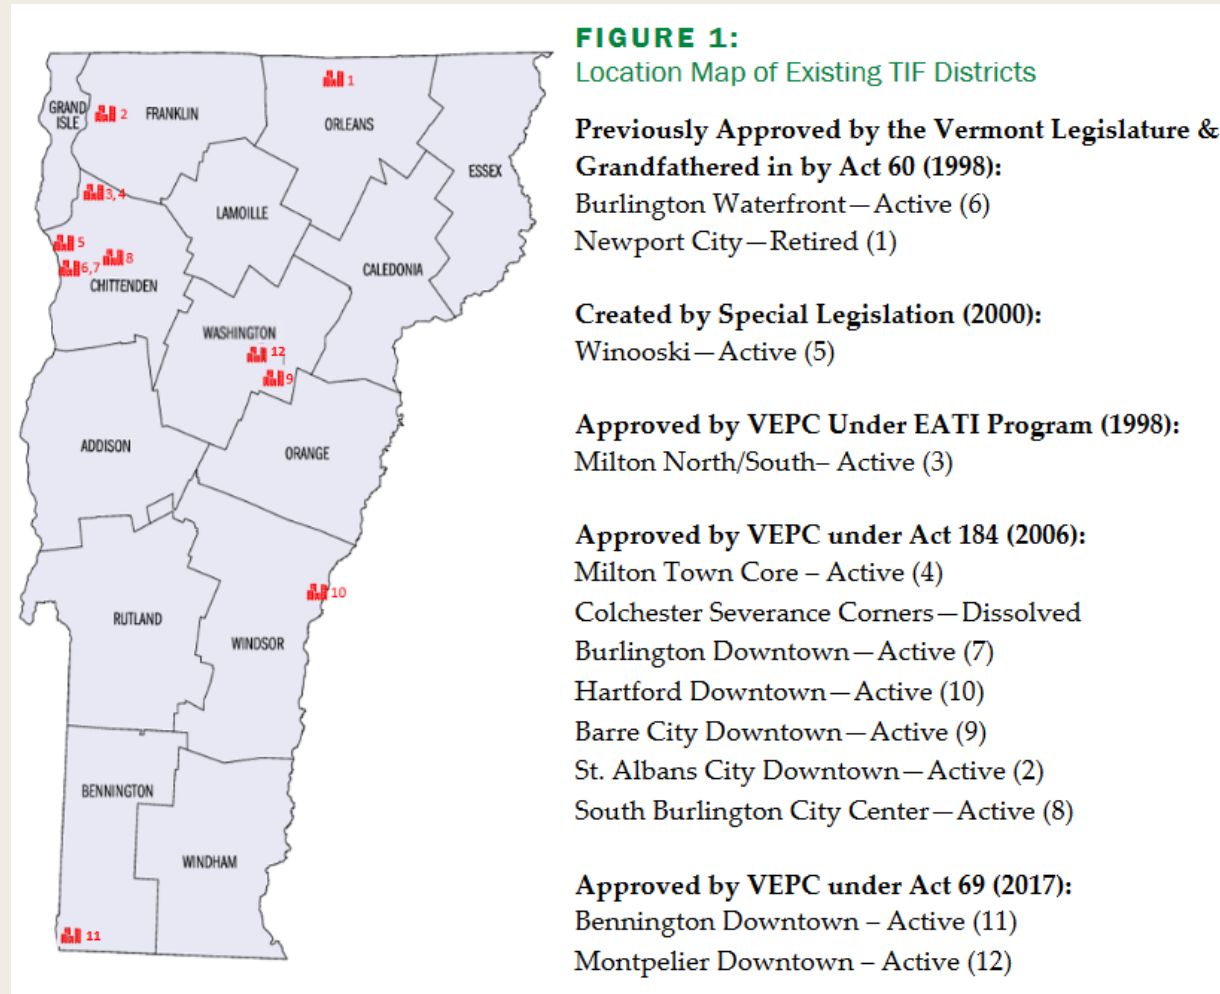 FIGURE 1:
Location Map of Existing TIF Districts
Previously Approved by the Vermont Legislature &
Grandfathered in by Act 60 (1998):
Burlington Waterfront—Active (6)
Newport City—Retired (1)
Created by Special Legislation (2000):
Winooski—Active (5)
Approved by VEPC Under EATI Program (1998):
Milton North/South– Active (3)
Approved by VEPC under Act 184 (2006):
Milton Town Core – Active (4)
Colchester Severance Corners—Dissolved
Burlington Downtown—Active (7)
Hartford Downtown—Active (10)
Barre City Downtown—Active (9)
St. Albans City Downtown—Active (2)
South Burlington City Center—Active (8)
Approved by VEPC under Act 69 (2017):
Bennington Downtown – Active (11)
Montpelier Downtown – Active (12)
1
GRAND
ISLE
2
FRANKLIN
ORLEANS
ESSEX
3,4
LAMOILLE
5
8
6,7
CALEDONIA
CHITTENDEN
WASHINGTON
12
9
ADDISON
ORANGE
10
RUTLAND
WINDSOR
BENNINGTON
WINDHAM
11